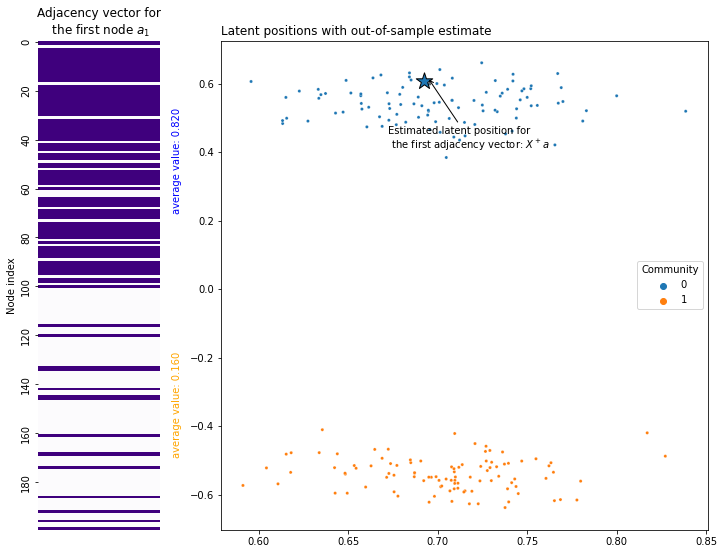 Adjacency vector for
the first node a₁
Node index
0
20
40
60
80
100
120
140
160
180
average value: 0.820
average value: 0.160
Latent positions with out-of-sample estimate
0.6
0.4
0.2
0.0
−0.2
−0.4
−0.6
Estimated latent position for
the first adjacency vector: X⁺a
Community
0
1
0.60
0.65
0.70
0.75
0.80
0.85